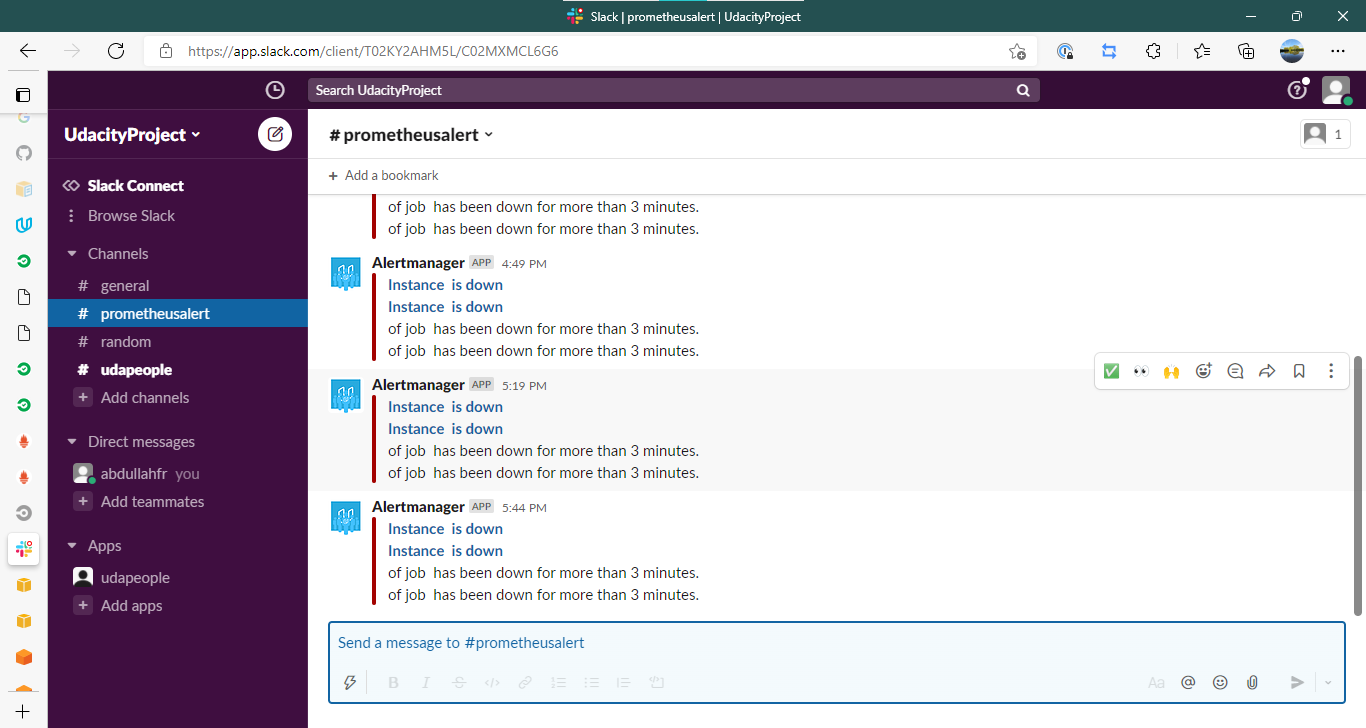 Slack | prometheusalert | UdacityProject
https://app.slack.com/client/T02KY2AHM5L/C02MXMCL6G6
Search UdacityProject
UdacityProject
# prometheusalert
1
Slack Connect
+ Add a bookmark
Browse Slack
Channels
# general
# prometheusalert
# random
# udapeople
+ Add channels
Direct messages
abdullahfr you
+ Add teammates
Apps
udapeople
+ Add apps
of job has been down for more than 3 minutes.
of job has been down for more than 3 minutes.
Alertmanager APP 4:49 PM
Instance is down
Instance is down
of job has been down for more than 3 minutes.
of job has been down for more than 3 minutes.
Alertmanager APP 5:19 PM
Instance is down
Instance is down
of job has been down for more than 3 minutes.
of job has been down for more than 3 minutes.
Alertmanager APP 5:44 PM
Instance is down
Instance is down
of job has been down for more than 3 minutes.
of job has been down for more than 3 minutes.
Send a message to #prometheusalert
B I S </> Aa @